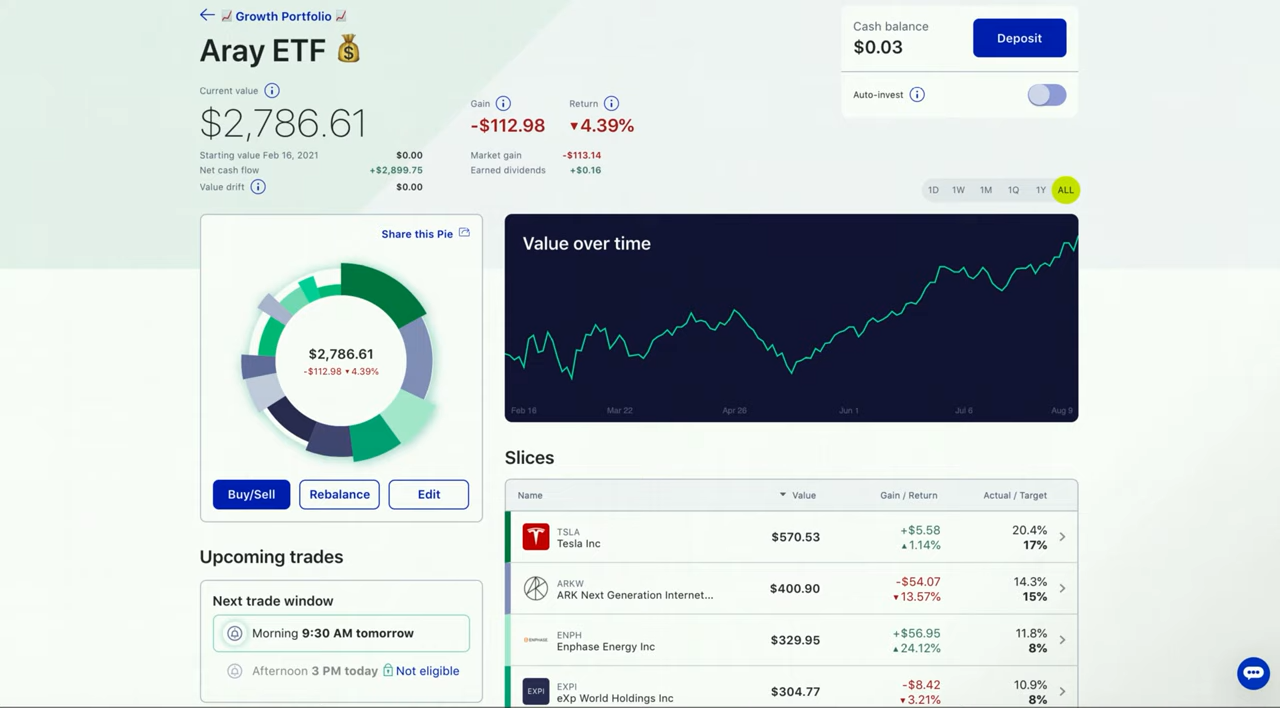 Growth Portfolio
Aray ETF
Current value
$2,786.61
Starting value Feb 16, 2021 $0.00
Net cash flow +$2,899.75
Value drift $0.00
Gain
-$112.98
Return
▼4.39%
Market gain -$113.14
Earned dividends +$0.16
Cash balance
$0.03
Deposit
Auto-invest
1D 1W 1M 1Q 1Y ALL
Share this Pie
$2,786.61
-$112.98 ▼4.39%
Buy/Sell Rebalance Edit
Upcoming trades
Next trade window
Morning 9:30 AM tomorrow
Afternoon 3 PM today Not eligible
Value over time
Feb 16 Mar 22 Apr 26 Jun 1 Jul 6 Aug 9
Slices
Name ▼ Value Gain / Return Actual / Target
TSLA
Tesla Inc
$570.53
+$5.58
▲1.14%
20.4%
17%
ARKW
ARK Next Generation Internet...
$400.90
-$54.07
▼13.57%
14.3%
15%
ENPHASE
ENPH
Enphase Energy Inc
$329.95
+$56.95
▲24.12%
11.8%
8%
EXPI
EXPI
eXp World Holdings Inc
$304.77
-$8.42
▼3.21%
10.9%
8%